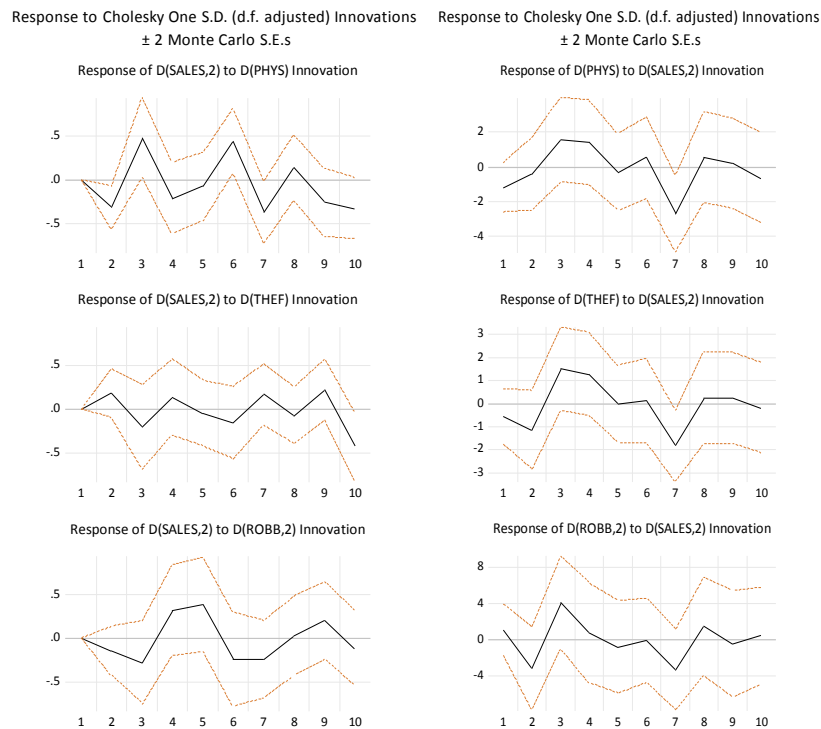 Response to Cholesky One S.D. (d.f. adjusted) Innovations
± 2 Monte Carlo S.E.s
Response of D(SALES,2) to D(PHYS) Innovation
.5
.0
-.5
1 2 3 4 5 6 7 8 9 10
Response of D(SALES,2) to D(THEF) Innovation
.5
.0
-.5
1 2 3 4 5 6 7 8 9 10
Response of D(SALES,2) to D(ROBB,2) Innovation
.5
.0
-.5
1 2 3 4 5 6 7 8 9 10
Response to Cholesky One S.D. (d.f. adjusted) Innovations
± 2 Monte Carlo S.E.s
Response of D(PHYS) to D(SALES,2) Innovation
2
0
-2
-4
1 2 3 4 5 6 7 8 9 10
Response of D(THEF) to D(SALES,2) Innovation
3
2
1
0
-1
-2
-3
1 2 3 4 5 6 7 8 9 10
Response of D(ROBB,2) to D(SALES,2) Innovation
8
4
0
-4
1 2 3 4 5 6 7 8 9 10